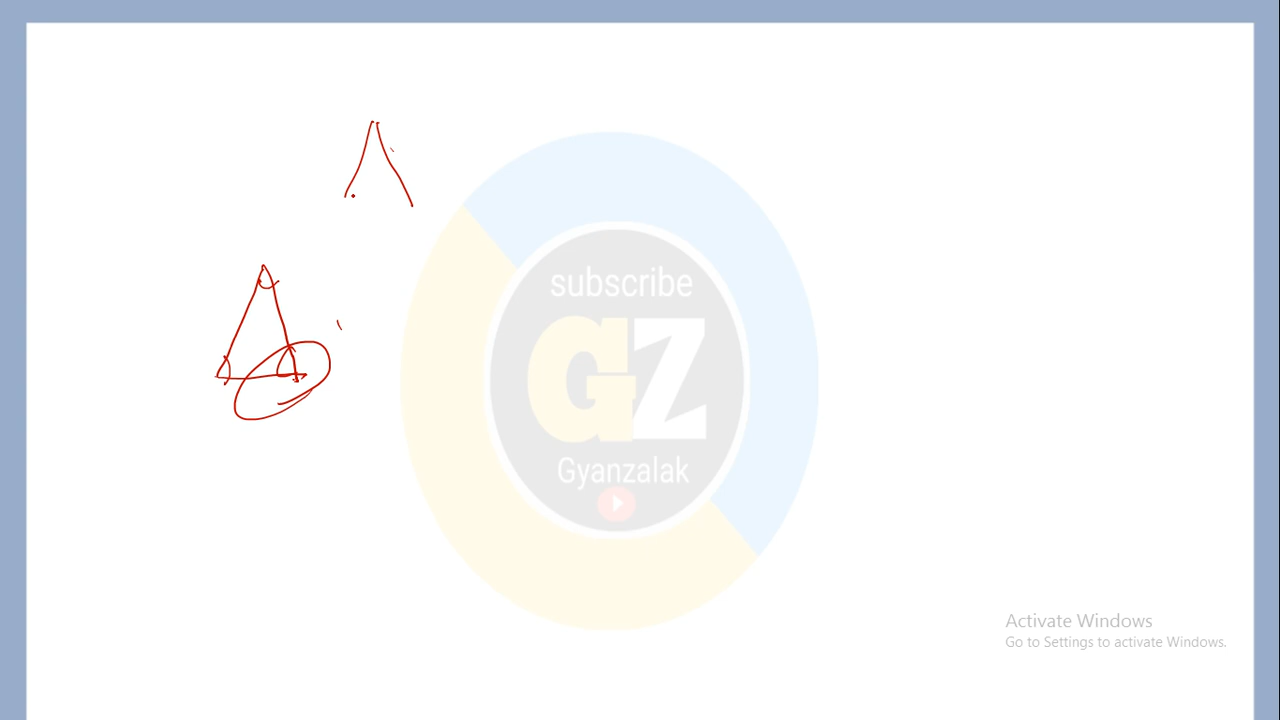 subscribe
GZ
Gyanzalak
Activate Windows
Go to Settings to activate Windows.